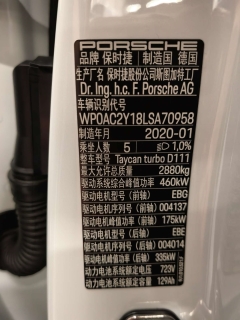 PORSCHE
品牌 保时捷 制造国 德国
生产厂名 保时捷股份公司斯图加特工厂
Dr. Ing. h.c. F. Porsche AG
车辆识别代号
WP0AC2Y18LSA70958
制造年月 2020-01
乘坐人数 5 1,0%
整车型号 Taycan turbo D111
最大允许总质量 2880kg
驱动系统综合峰值功率 460kW
驱动电机型号（前轴） EBG
驱动电机序号（前轴） 004137
驱动电机峰值功率（前轴） 175kW
驱动电机型号（后轴） EBE
驱动电机序号（后轴） 004014
驱动电机峰值功率（后轴） 335kW
动力电池系统额定电压 723V
动力电池系统额定容量 129Ah